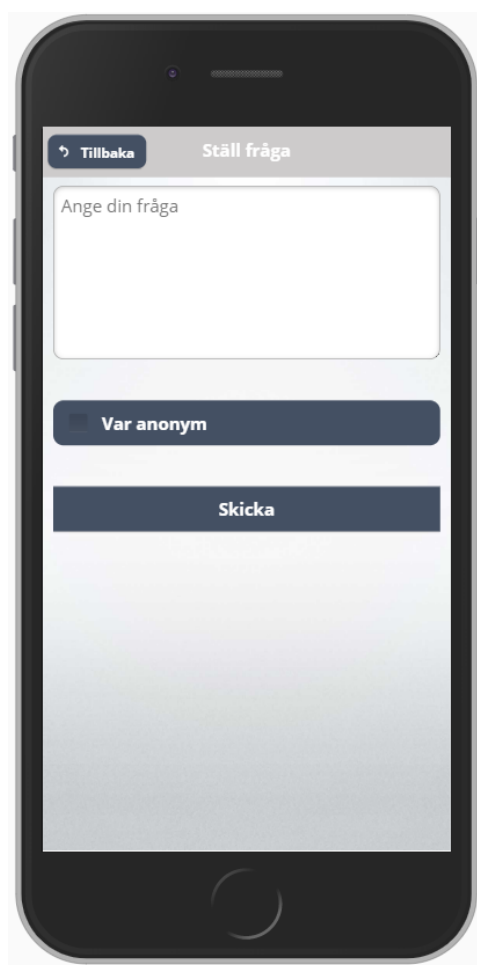 Tillbaka
Ställ fråga
Ange din fråga
Var anonym
Skicka